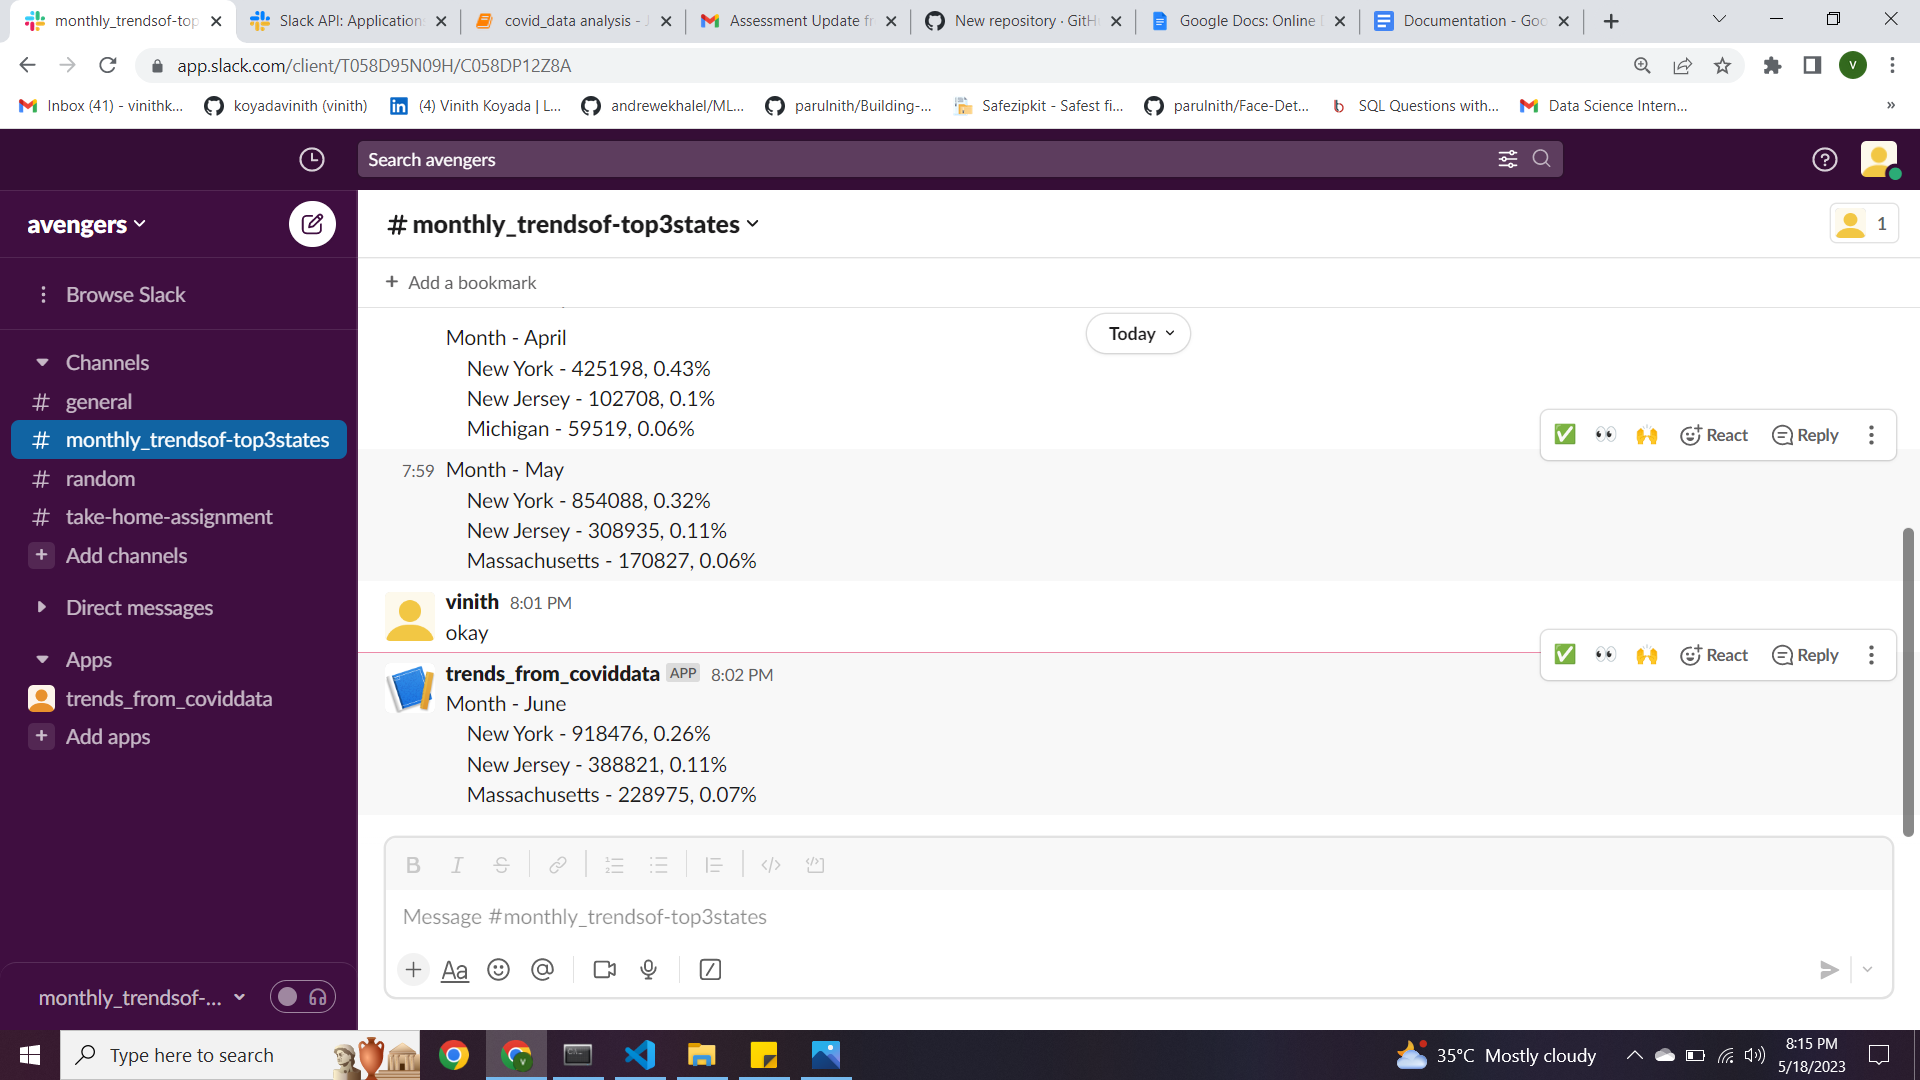 monthly_trendsof-top
Slack API: Applications
covid_data analysis - J
Assessment Update fr
New repository · GitH
Google Docs: Online D
Documentation - Goo
app.slack.com/client/T058D95N09H/C058DP12Z8A
V
Inbox (41) - vinithk...
koyadavinith (vinith)
(4) Vinith Koyada | L...
andrewekhalel/ML...
parulnith/Building-...
Safezipkit - Safest fi...
parulnith/Face-Det...
SQL Questions with...
Data Science Intern...
»
Search avengers
avengers
# monthly_trendsof-top3states
1
+ Add a bookmark
Browse Slack
Channels
# general
# monthly_trendsof-top3states
# random
# take-home-assignment
+ Add channels
Direct messages
Apps
trends_from_coviddata
+ Add apps
monthly_trendsof-...
Today
Month - April
New York - 425198, 0.43%
New Jersey - 102708, 0.1%
Michigan - 59519, 0.06%
React Reply
7:59 Month - May
New York - 854088, 0.32%
New Jersey - 308935, 0.11%
Massachusetts - 170827, 0.06%
vinith 8:01 PM
okay
React Reply
trends_from_coviddata APP 8:02 PM
Month - June
New York - 918476, 0.26%
New Jersey - 388821, 0.11%
Massachusetts - 228975, 0.07%
B I S
Message #monthly_trendsof-top3states
+ Aa @
Type here to search
35°C Mostly cloudy
8:15 PM
5/18/2023